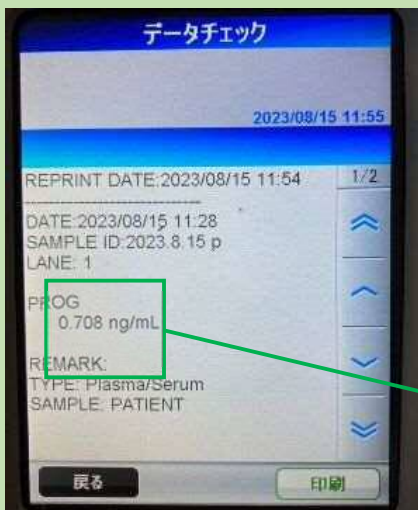 データチェック
2023/08/15 11:55
REPRINT DATE:2023/08/15 11:54
1/2
-------------------------
DATE:2023/08/15 11:28
SAMPLE ID:2023.8.15 p
LANE: 1
PROG
0.708 ng/mL
REMARK:
TYPE: Plasma/Serum
SAMPLE: PATIENT
戻る
印刷